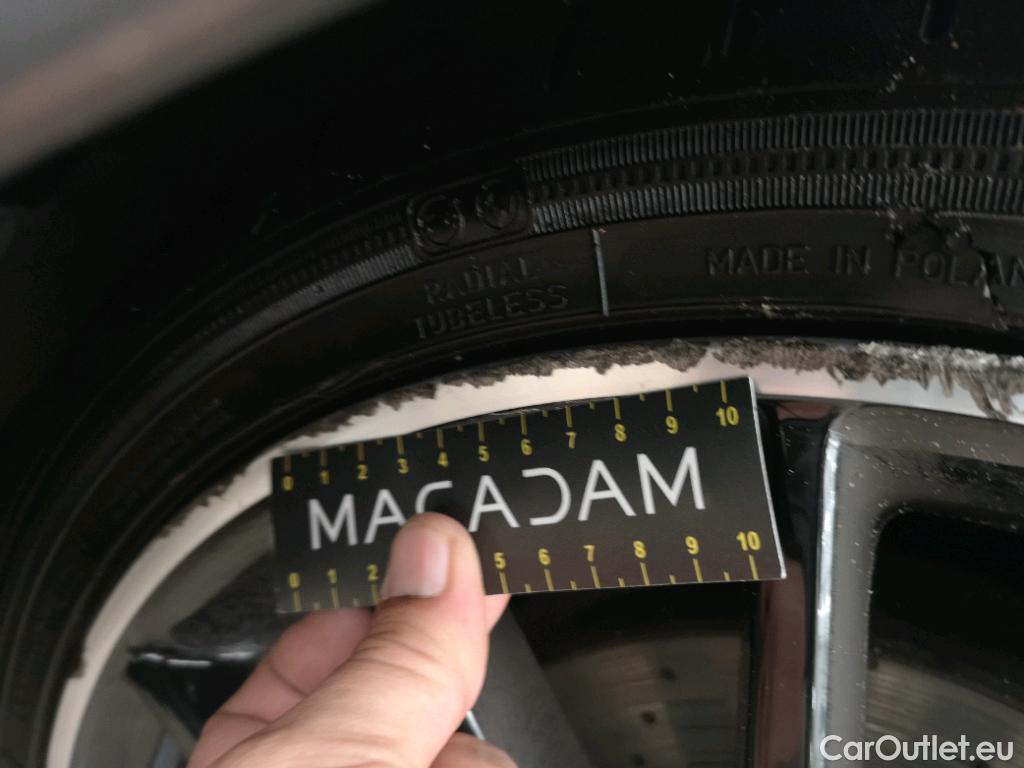 RADIAL
TUBELESS
MADE IN POLAN
0 1 2 3 4 5 6 7 8 9 10
MACADAM
0 1 2 5 6 7 8 9 10
CarOutlet.eu